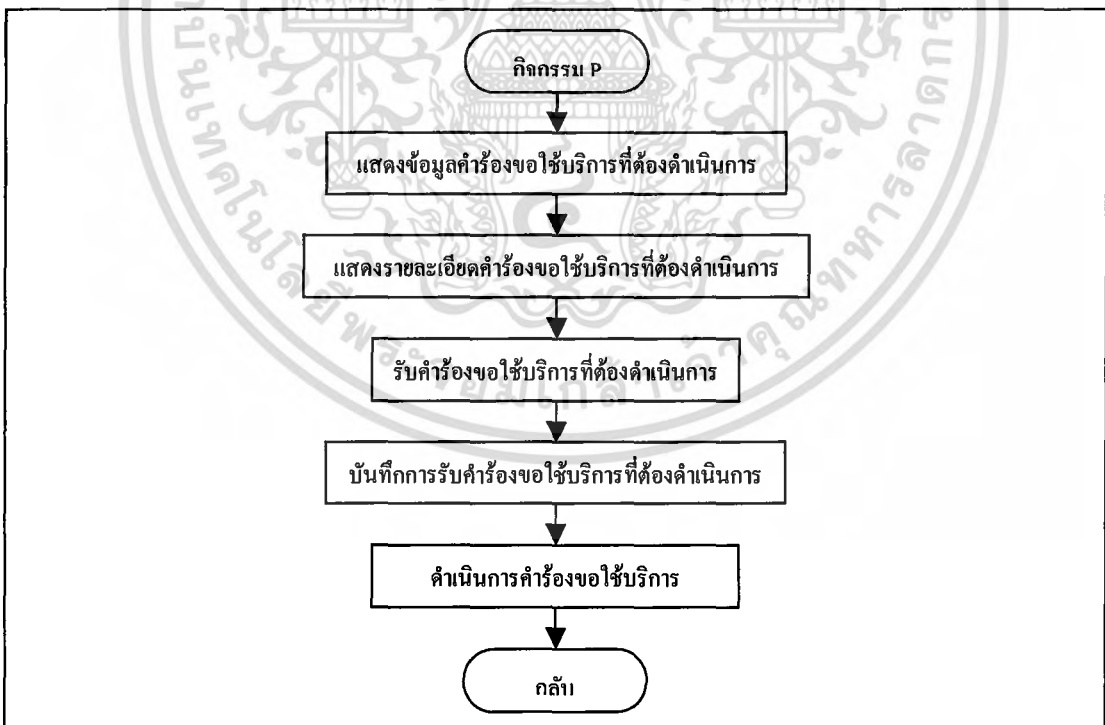 กิจกรรม P
แสดงข้อมูลคำร้องขอใช้บริการที่ต้องดำเนินการ
แสดงรายละเอียดคำร้องขอใช้บริการที่ต้องดำเนินการ
รับคำร้องขอใช้บริการที่ต้องดำเนินการ
บันทึกการรับคำร้องขอใช้บริการที่ต้องดำเนินการ
ดำเนินการคำร้องขอใช้บริการ
กลับ